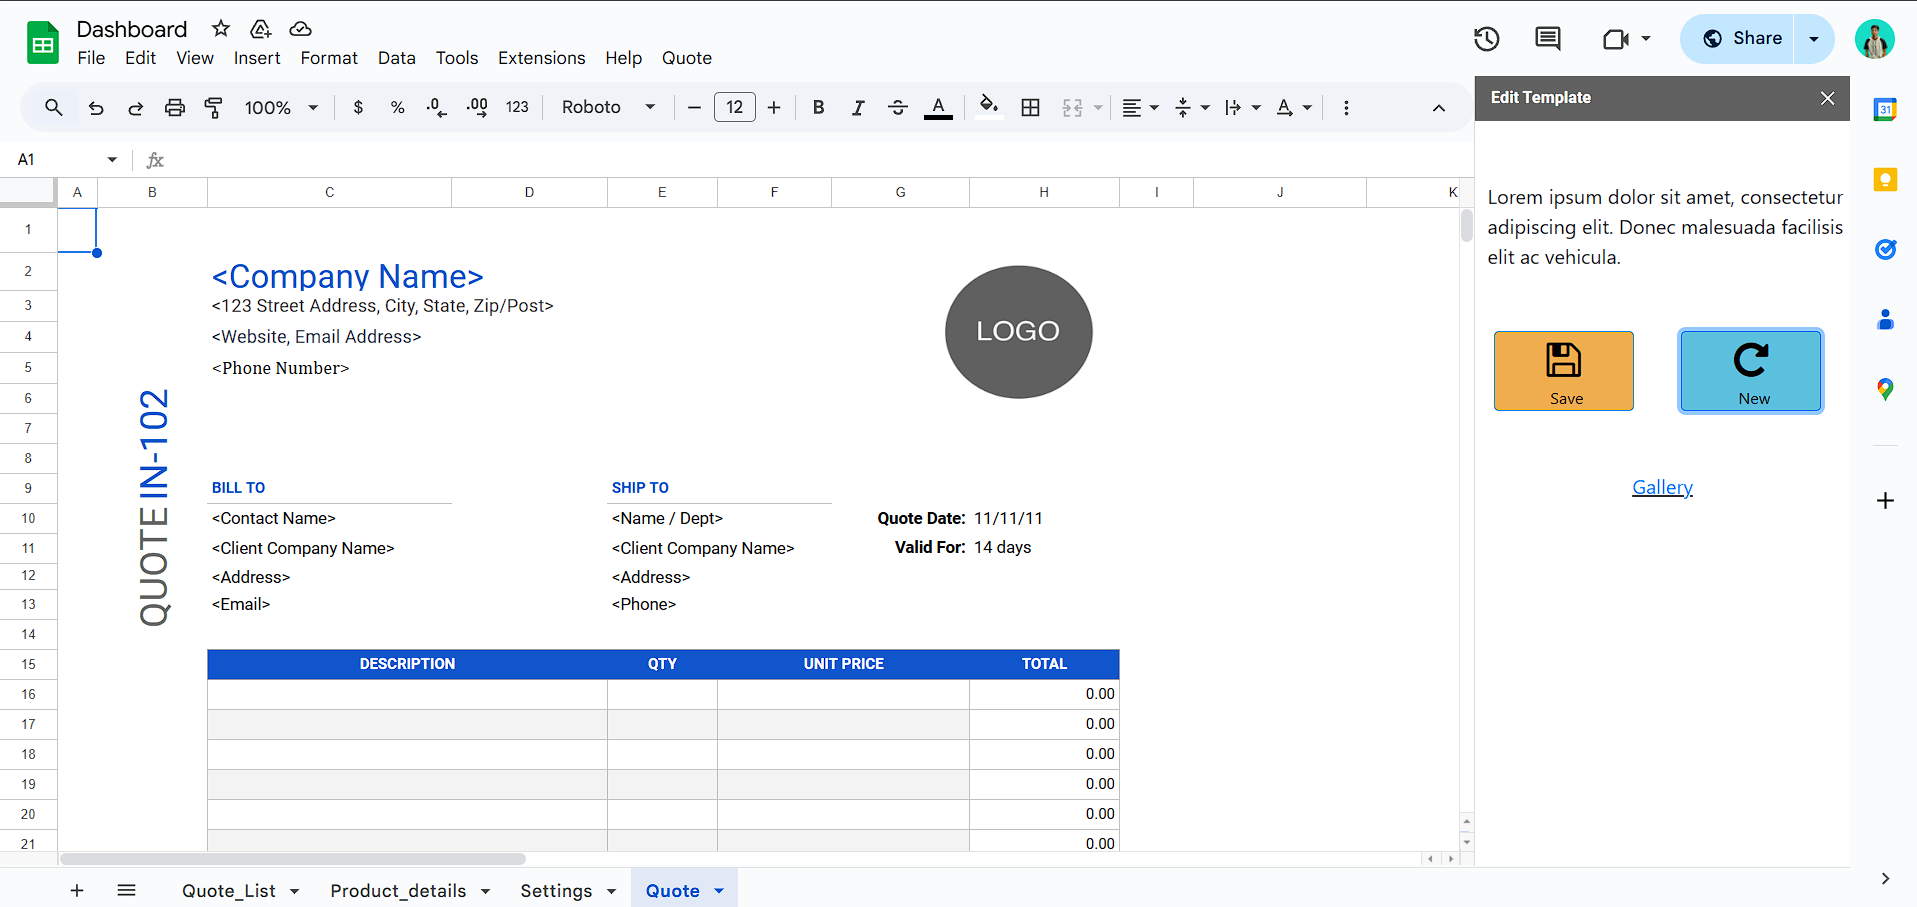 Dashboard
File Edit View Insert Format Data Tools Extensions Help Quote
Share
100% $ % .0 .00 123 Roboto 12 B I A
A1 fx
A B C D E F G H I J K
1
2
3
4
5
6
7
8
9
10
11
12
13
14
15
16
17
18
19
20
21
<Company Name>
<123 Street Address, City, State, Zip/Post>
<Website, Email Address>
<Phone Number>
LOGO
QUOTE IN-102
BILL TO
<Contact Name>
<Client Company Name>
<Address>
<Email>
SHIP TO
<Name / Dept>
<Client Company Name>
<Address>
<Phone>
Quote Date: 11/11/11
Valid For: 14 days
DESCRIPTION QTY UNIT PRICE TOTAL
0.00
0.00
0.00
0.00
0.00
0.00
Quote_List Product_details Settings Quote
Edit Template
Lorem ipsum dolor sit amet, consectetur
adipiscing elit. Donec malesuada facilisis
elit ac vehicula.
Save New
Gallery
31